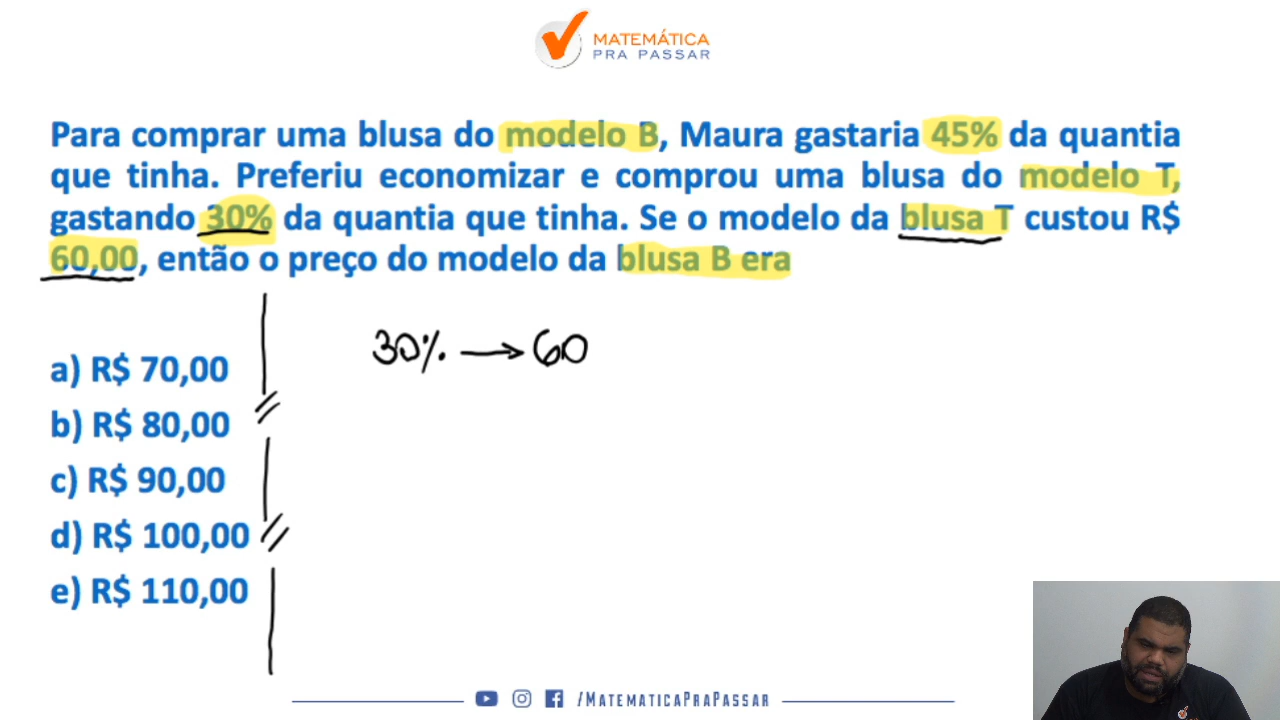 MATEMÁTICA
PRA PASSAR
Para comprar uma blusa do modelo B, Maura gastaria 45% da quantia
que tinha. Preferiu economizar e comprou uma blusa do modelo T,
gastando 30% da quantia que tinha. Se o modelo da blusa T custou R$
60,00, então o preço do modelo da blusa B era
30% → 60
a) R$ 70,00
b) R$ 80,00
c) R$ 90,00
d) R$ 100,00
e) R$ 110,00
/MatematicaPraPassar